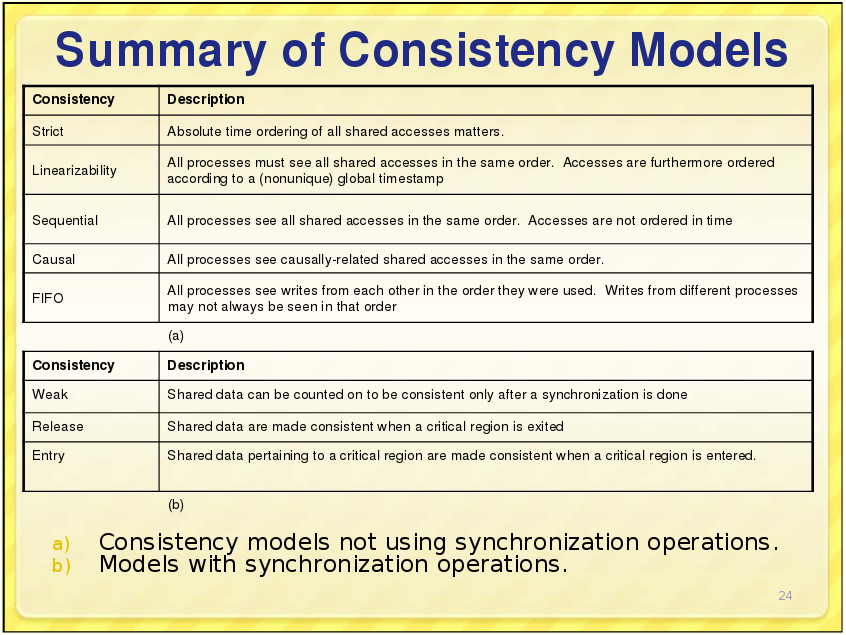 Summary of Consistency Models
Consistency Description
Strict Absolute time ordering of all shared accesses matters.
Linearizability All processes must see all shared accesses in the same order. Accesses are furthermore ordered
according to a (nonunique) global timestamp
Sequential All processes see all shared accesses in the same order. Accesses are not ordered in time
Causal All processes see causally-related shared accesses in the same order.
FIFO All processes see writes from each other in the order they were used. Writes from different processes
may not always be seen in that order
(a)
Consistency Description
Weak Shared data can be counted on to be consistent only after a synchronization is done
Release Shared data are made consistent when a critical region is exited
Entry Shared data pertaining to a critical region are made consistent when a critical region is entered.
(b)
a) Consistency models not using synchronization operations.
b) Models with synchronization operations.
24